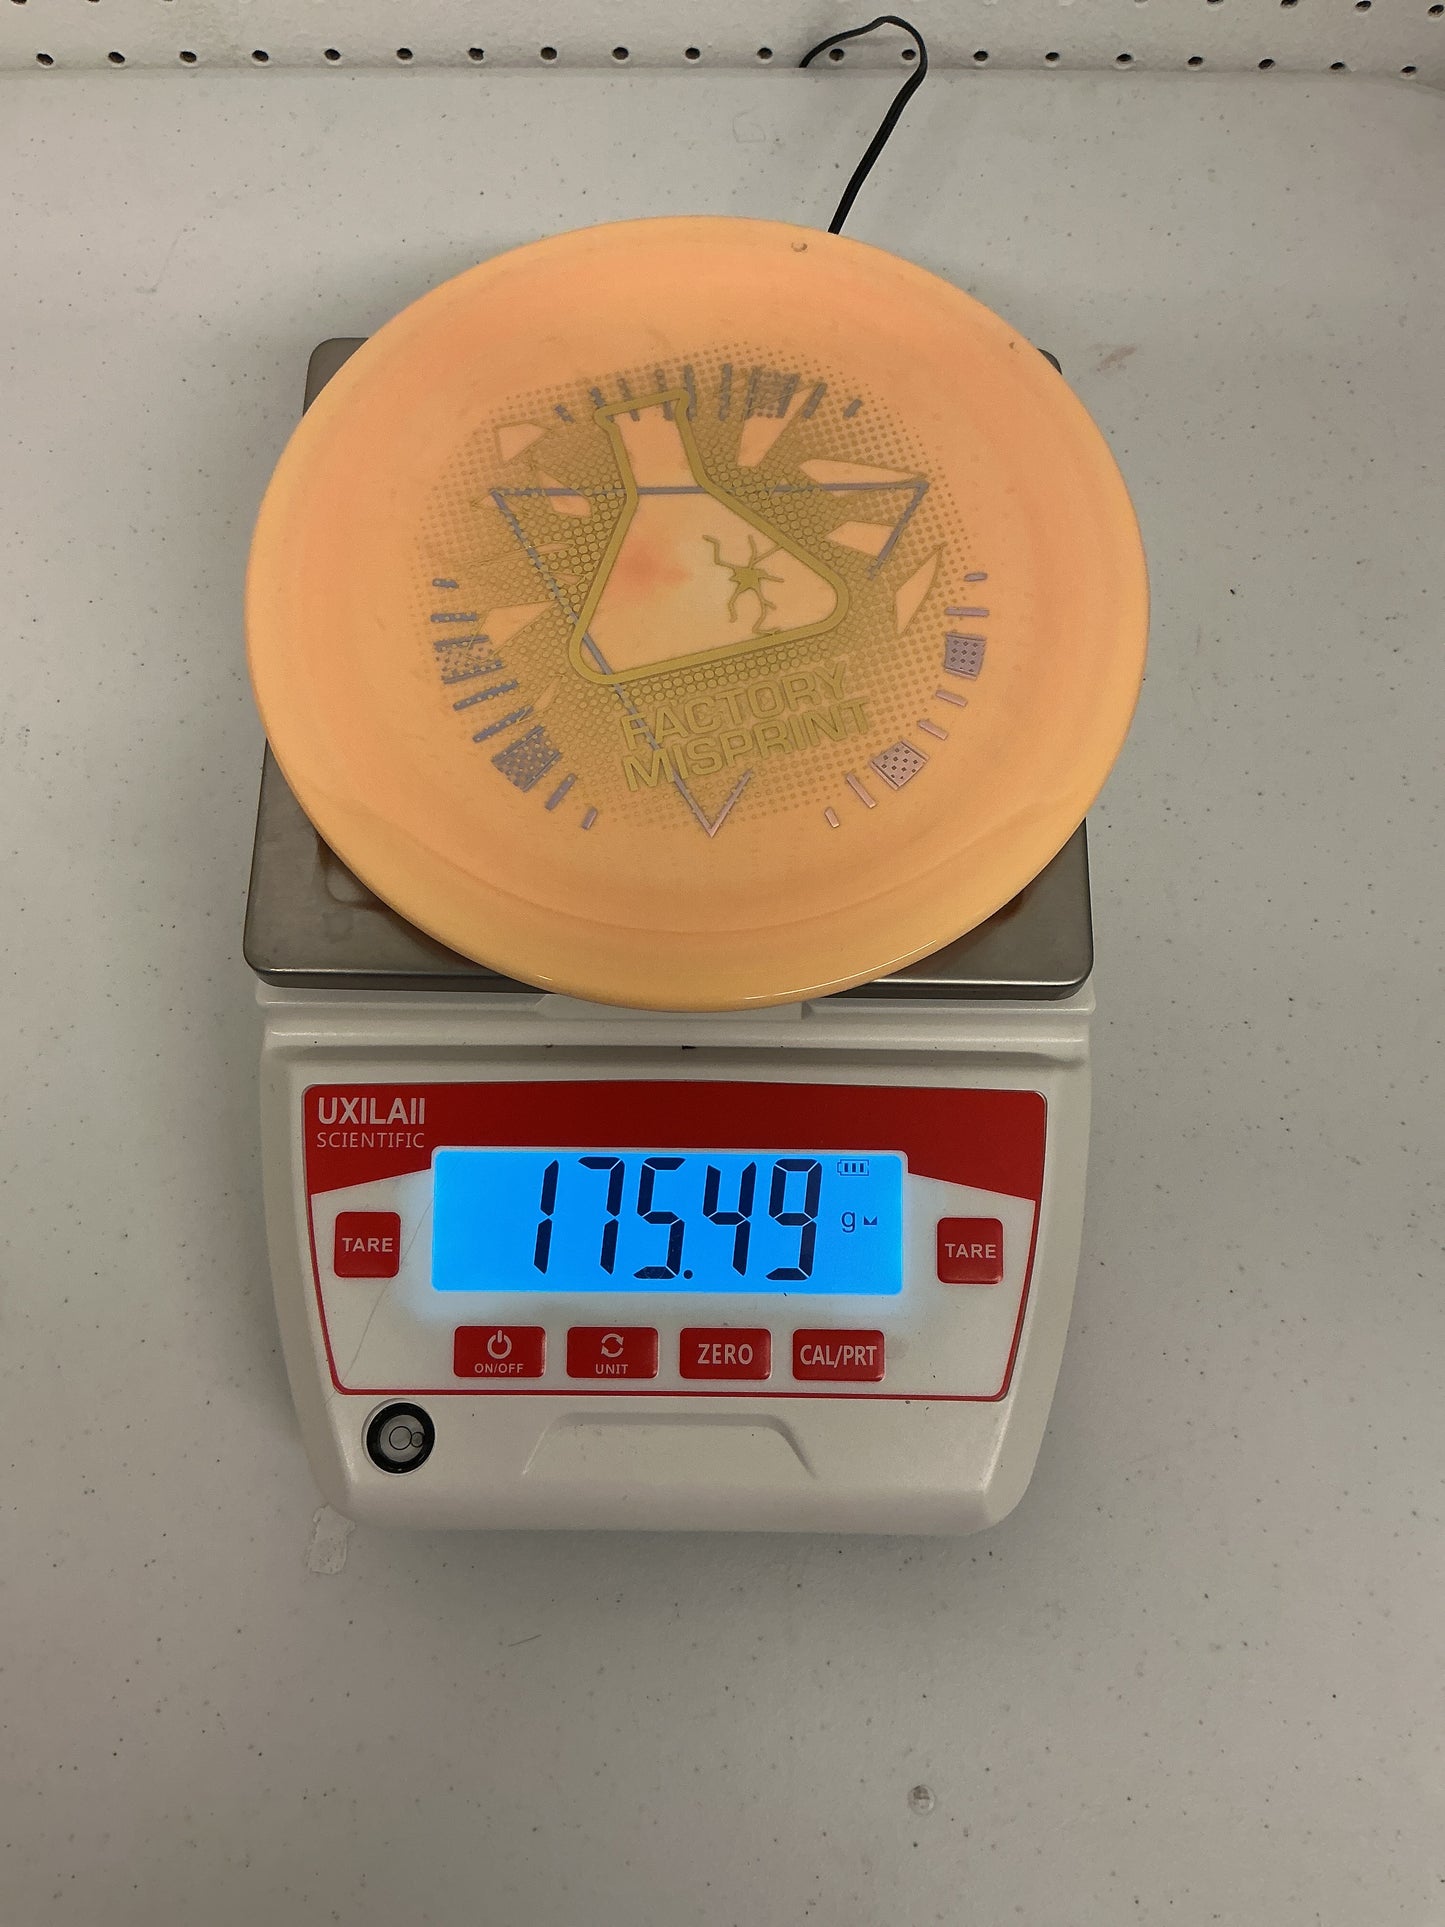 FACTORY
MISPRINT
UXILAII
SCIENTIFIC
175.49
g
TARE
TARE
ON/OFF
UNIT
ZERO
CAL/PRT